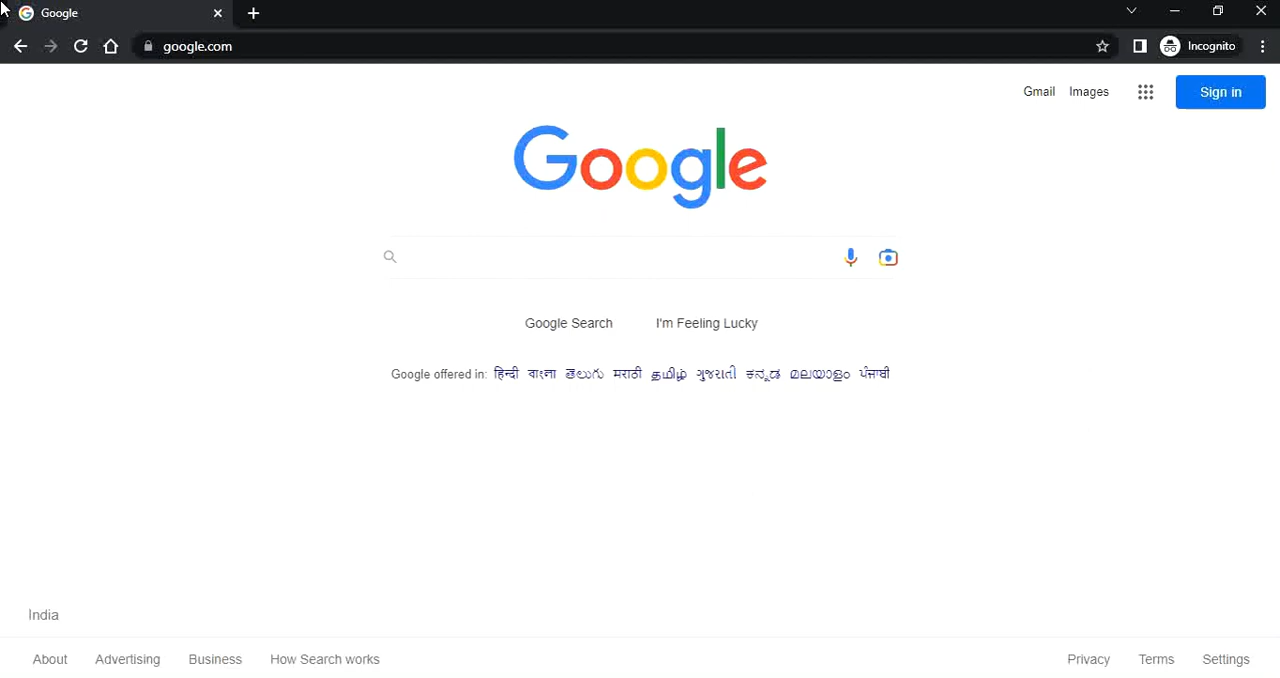 Google
google.com
Incognito
Gmail Images Sign in
Google
Google Search I'm Feeling Lucky
Google offered in: हिन्दी বাংলা తెలుగు मराठी தமிழ் ગુજરાતી ಕನ್ನಡ മലയാളം ਪੰਜਾਬੀ
India
About Advertising Business How Search works Privacy Terms Settings